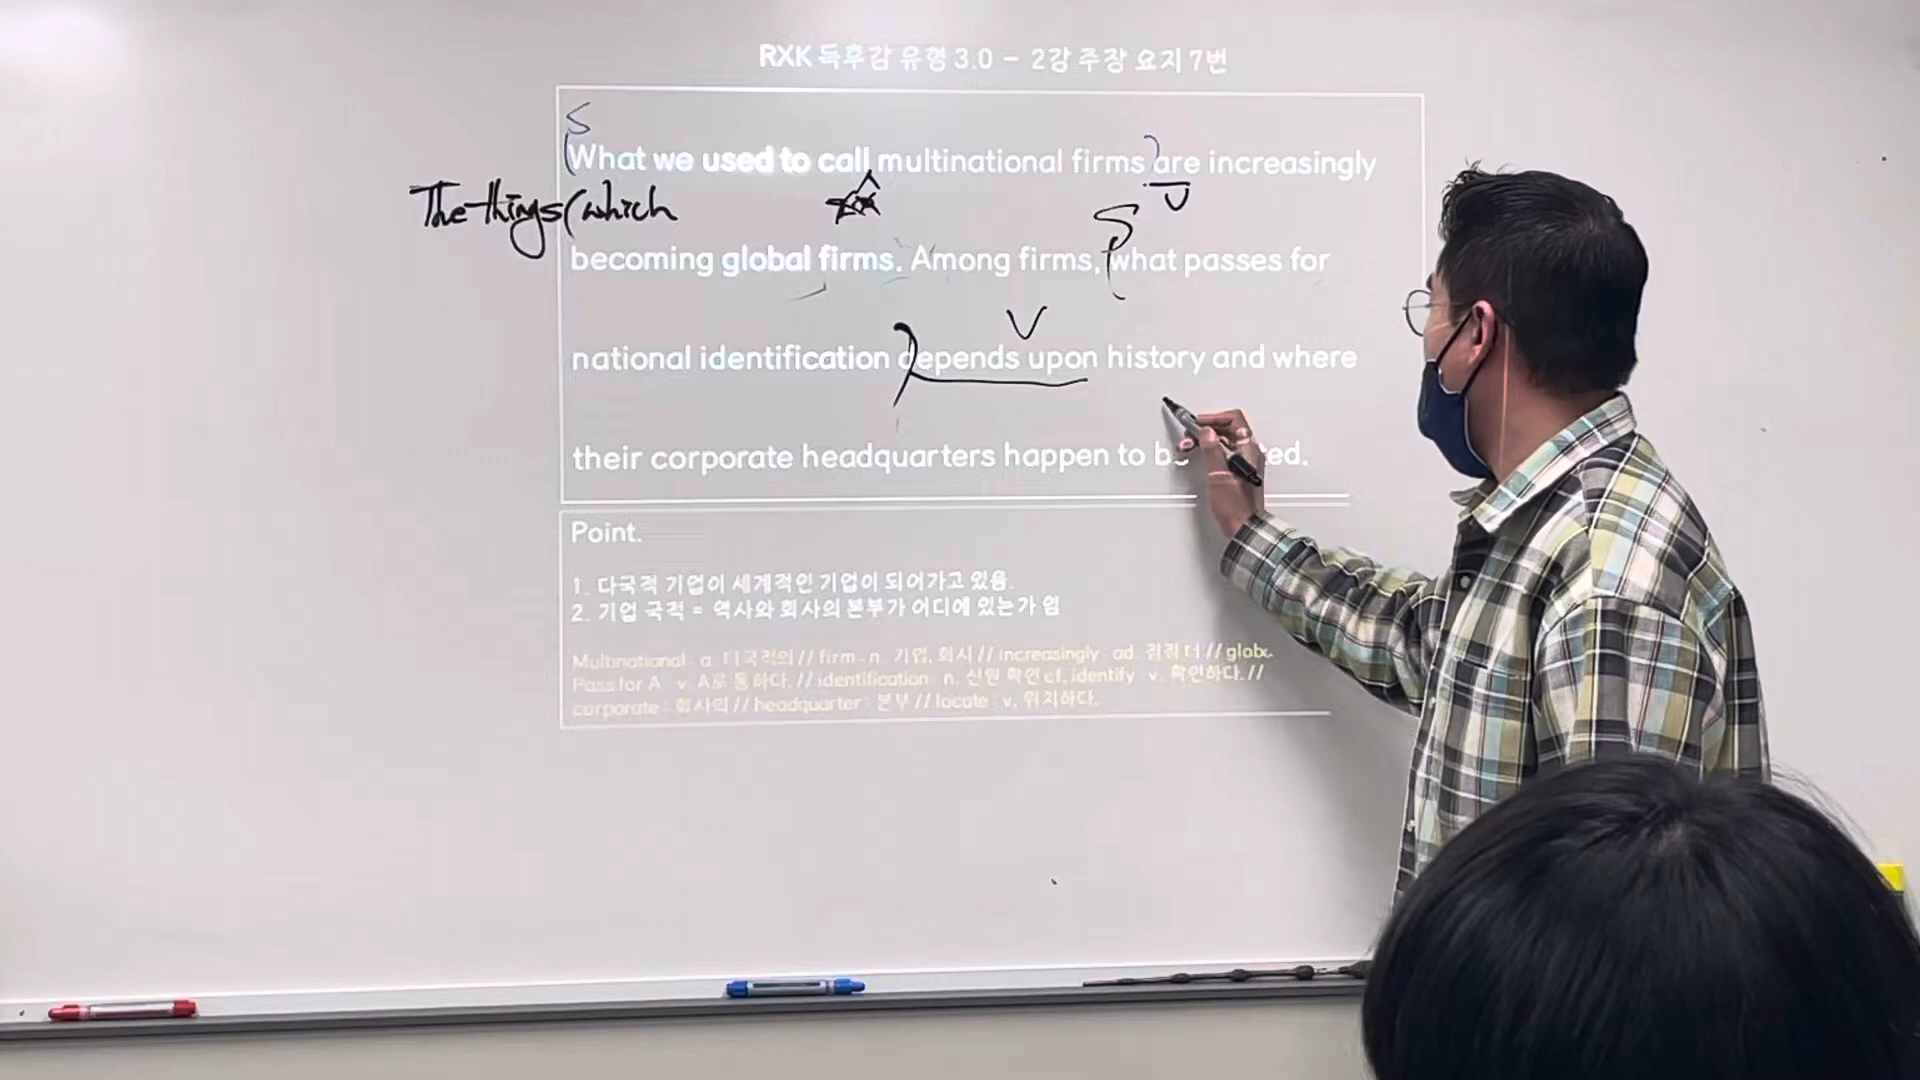 RXK 독후감 유형 3.0 - 2강 주장 요지 7번
S
What we used to call multinational firms are increasingly
The things (which
V
S
becoming global firms. Among firms, what passes for
V
national identification depends upon history and where
their corporate headquarters happen to
Point.
1. 다국적 기업이 세계적인 기업이 되어가고 있음.
2. 기업 국적 = 역사와 회사의 본부가 어디에 있는가 임
Multinational : a. 다국적의 // firm : n. 기업, 회사 // increasingly : ad. 점점 더 //
Pass for A : v. A로 통하다. // identification : n. 신원 확인 cf. identify : v. 확인하다. //
corporate : 회사의 // headquarter : 본부 // locate : v. 위치하다.